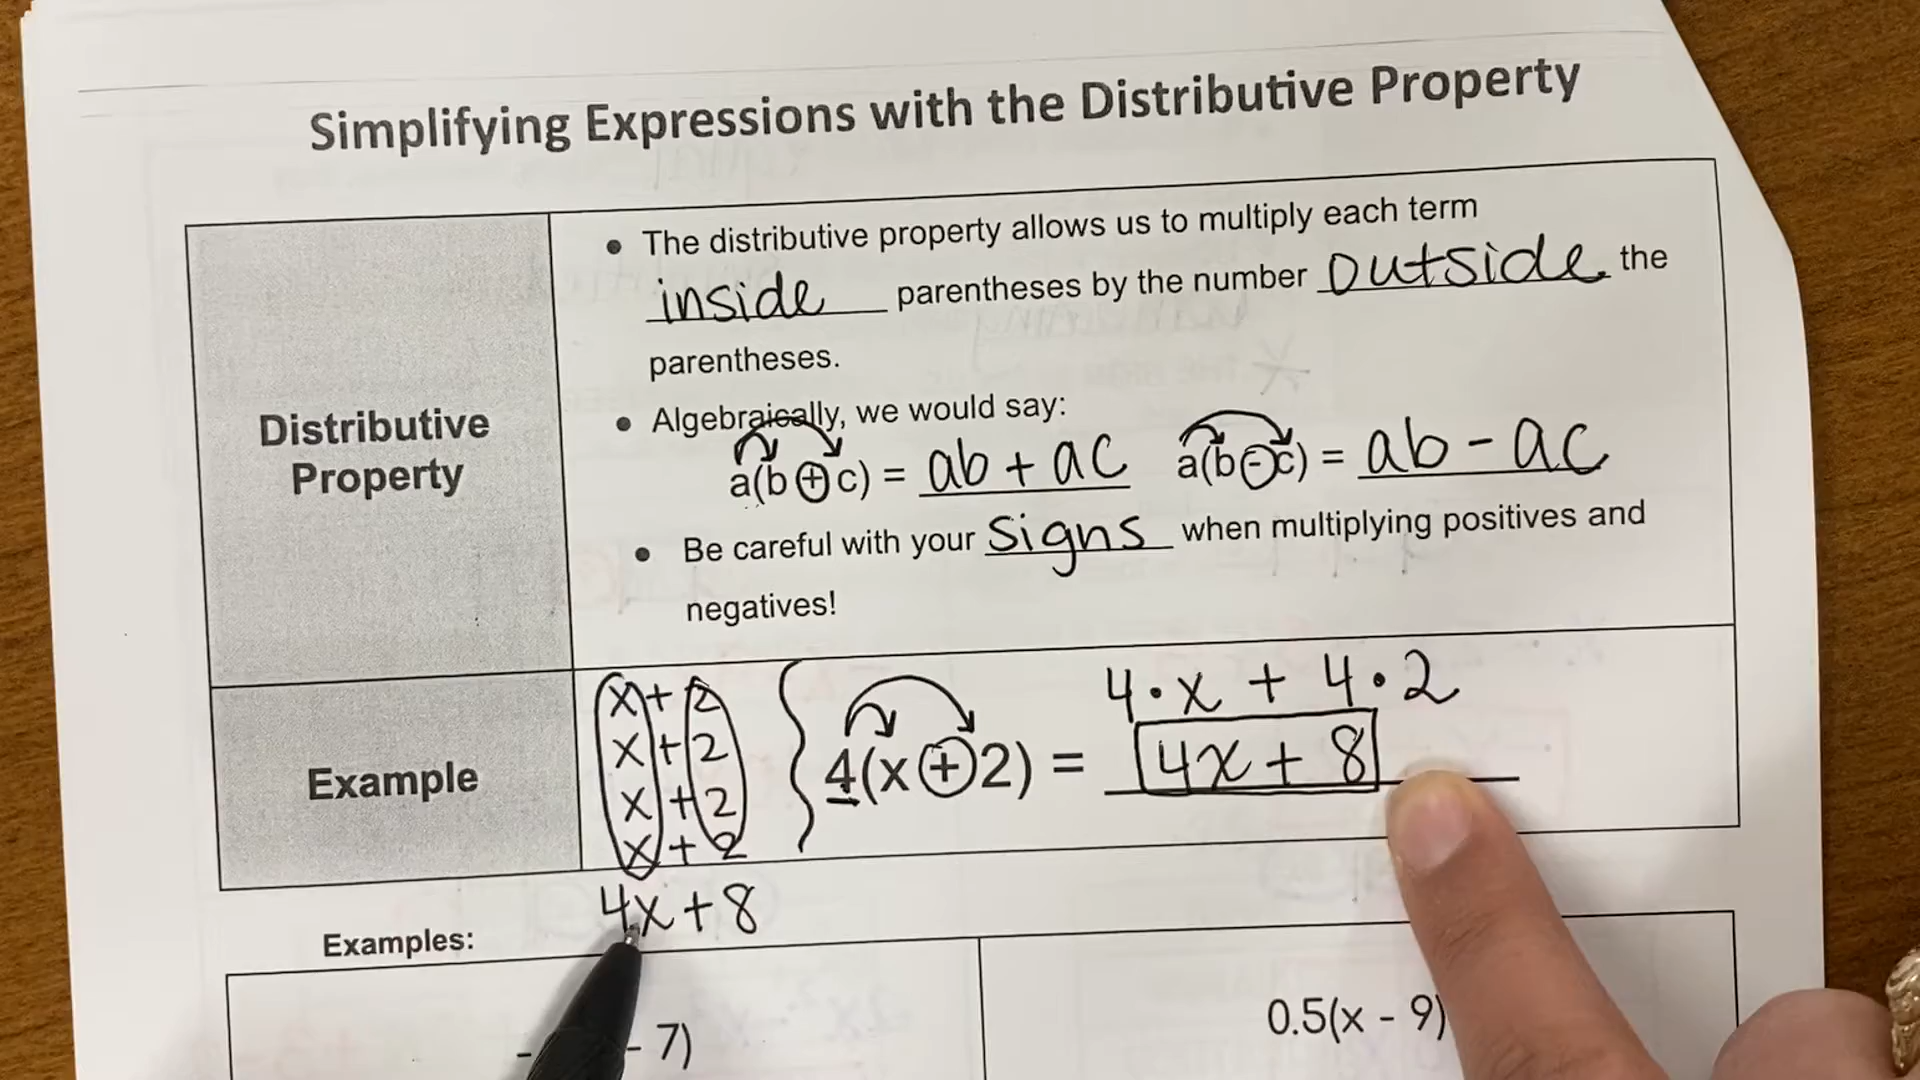 Simplifying Expressions with the Distributive Property
Distributive
Property
• The distributive property allows us to multiply each term
inside parentheses by the number outside the
parentheses.
• Algebraically, we would say:
a(b + c) = ab + ac a(b - c) = ab - ac
• Be careful with your signs when multiplying positives and
negatives!
Example
x + 2
x + 2
x + 2
x + 2
4x + 8
4(x + 2) =
4 • x + 4 • 2
4x + 8
Examples:
- - 7)
0.5(x - 9)